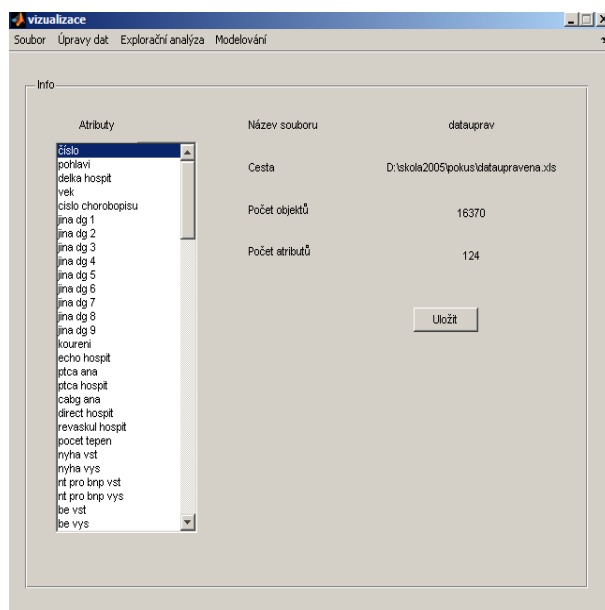 vizualizace
Soubor Úpravy dat Explorační analýza Modelování
Info
Atributy
číslo
pohlavi
delka hospit
vek
cislo chorobopisu
jina dg 1
jina dg 2
jina dg 3
jina dg 4
jina dg 5
jina dg 6
jina dg 7
jina dg 8
jina dg 9
koureni
echo hospit
ptca ana
ptca hospit
cabg ana
direct hospit
revaskul hospit
pocet tepen
nyha vst
nyha vys
nt pro bnp vst
nt pro bnp vys
be vst
be vys
Název souboru datauprav
Cesta D:\skola2005\pokus\dataupravena.xls
Počet objektů 16370
Počet atributů 124
Uložit